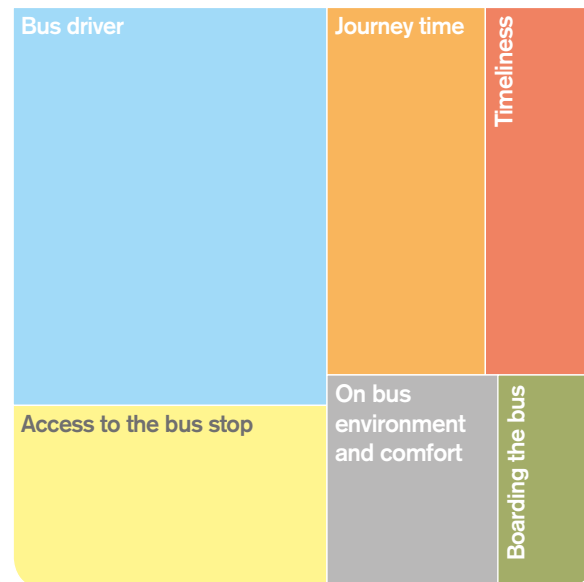 Bus driver
Journey time
Timeliness
Access to the bus stop
On bus
environment
and comfort
Boarding the bus